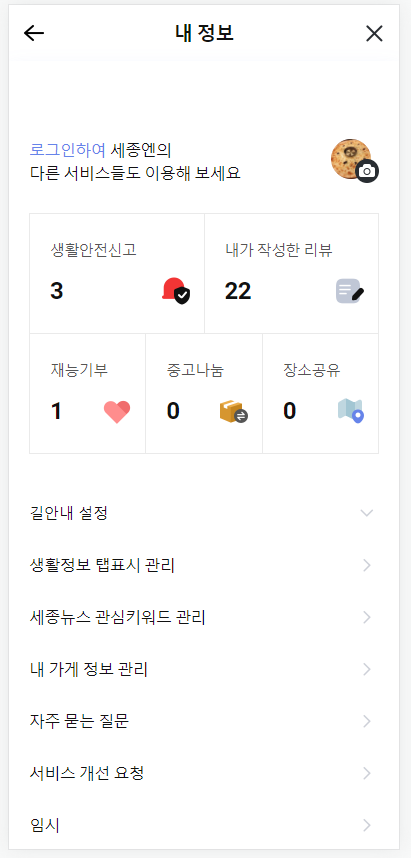 내 정보
로그인하여 세종엔의
다른 서비스들도 이용해 보세요
생활안전신고
3
내가 작성한 리뷰
22
재능기부
1
중고나눔
0
장소공유
0
길안내 설정
생활정보 탭표시 관리
세종뉴스 관심키워드 관리
내 가게 정보 관리
자주 묻는 질문
서비스 개선 요청
임시